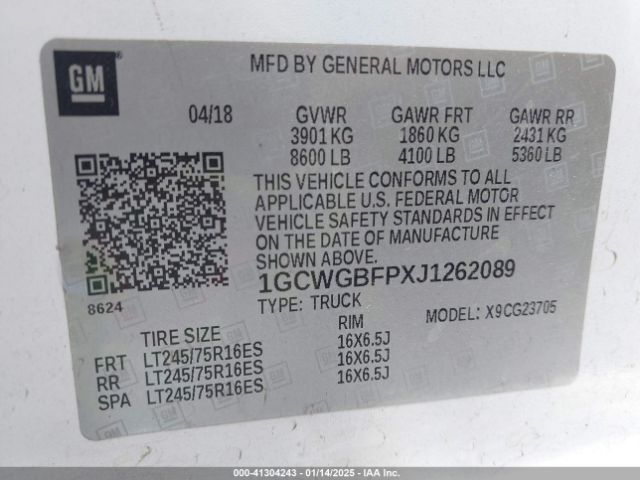 GM
MFD BY GENERAL MOTORS LLC
04/18 GVWR GAWR FRT GAWR RR
3901 KG 1860 KG 2431 KG
8600 LB 4100 LB 5360 LB
THIS VEHICLE CONFORMS TO ALL
APPLICABLE U.S. FEDERAL MOTOR
VEHICLE SAFETY STANDARDS IN EFFECT
ON THE DATE OF MANUFACTURE
SHOWN ABOVE.
8624
1GCWGBFPXJ1262089
TYPE: TRUCK MODEL: X9CG23705
TIRE SIZE RIM
FRT LT245/75R16ES 16X6.5J
RR LT245/75R16ES 16X6.5J
SPA LT245/75R16ES 16X6.5J
000-41304243 - 01/14/2025 - IAA Inc.